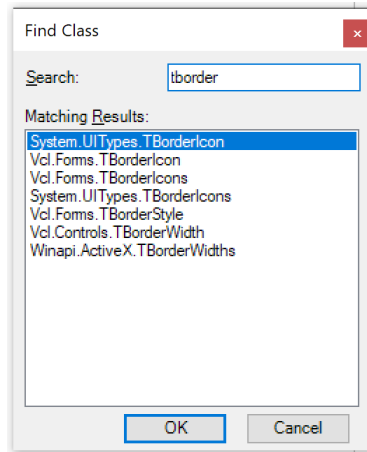 Find Class
×
Search:
tborder
Matching Results:
System.UITypes.TBorderIcon
Vcl.Forms.TBorderIcon
Vcl.Forms.TBorderIcons
System.UITypes.TBorderIcons
Vcl.Forms.TBorderStyle
Vcl.Controls.TBorderWidth
Winapi.ActiveX.TBorderWidths
OK Cancel